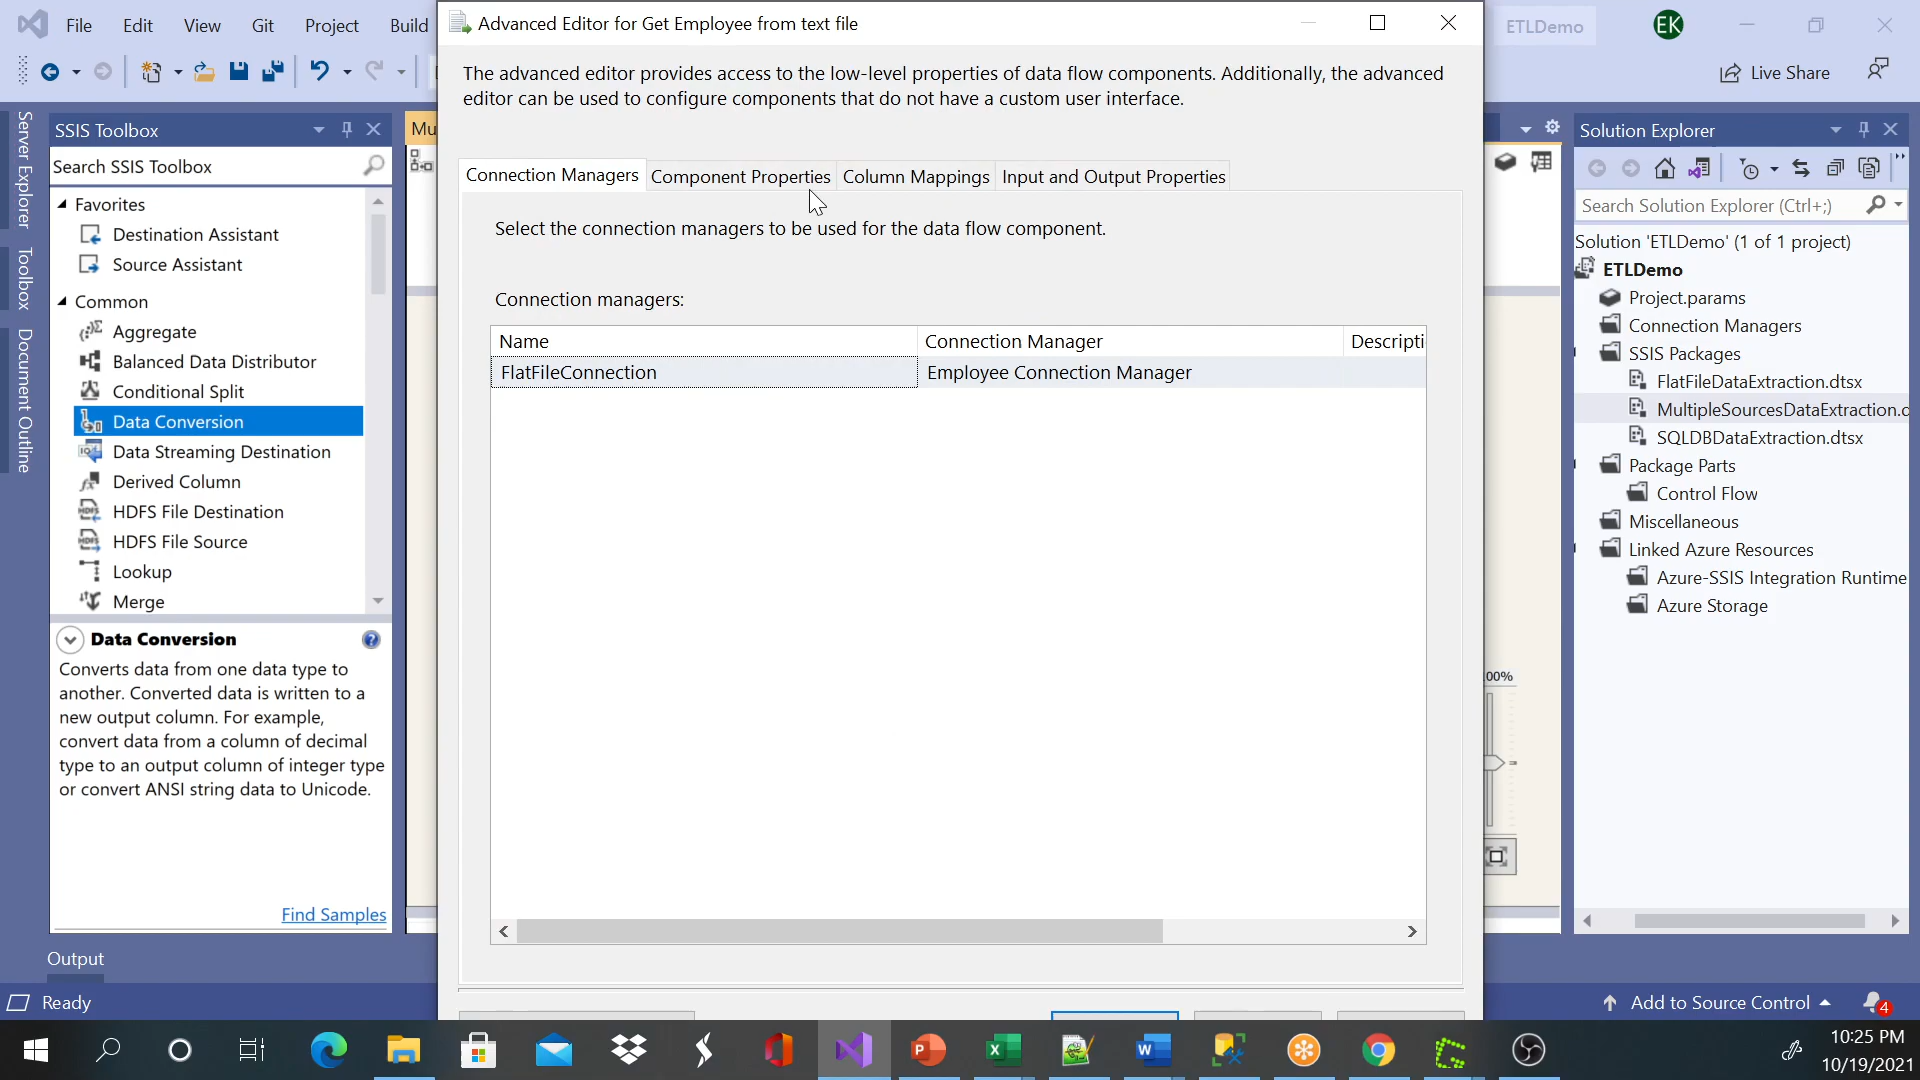 File Edit View Git Project Build
Advanced Editor for Get Employee from text file
ETLDemo
EK
Live Share
The advanced editor provides access to the low-level properties of data flow components. Additionally, the advanced
editor can be used to configure components that do not have a custom user interface.
Server Explorer
Toolbox
Document Outline
SSIS Toolbox
Search SSIS Toolbox
Favorites
Destination Assistant
Source Assistant
Common
Aggregate
Balanced Data Distributor
Conditional Split
Data Conversion
Data Streaming Destination
Derived Column
HDFS File Destination
HDFS File Source
Lookup
Merge
Data Conversion
Converts data from one data type to
another. Converted data is written to a
new output column. For example,
convert data from a column of decimal
type to an output column of integer type
or convert ANSI string data to Unicode.
Find Samples
Output
Ready
Mu
Connection Managers Component Properties Column Mappings Input and Output Properties
Select the connection managers to be used for the data flow component.
Connection managers:
Name Connection Manager Descripti
FlatFileConnection Employee Connection Manager
00%
Solution Explorer
Search Solution Explorer (Ctrl+;)
Solution 'ETLDemo' (1 of 1 project)
ETLDemo
Project.params
Connection Managers
SSIS Packages
FlatFileDataExtraction.dtsx
MultipleSourcesDataExtraction.d
SQLDBDataExtraction.dtsx
Package Parts
Control Flow
Miscellaneous
Linked Azure Resources
Azure-SSIS Integration Runtime
Azure Storage
Add to Source Control
4
10:25 PM
10/19/2021